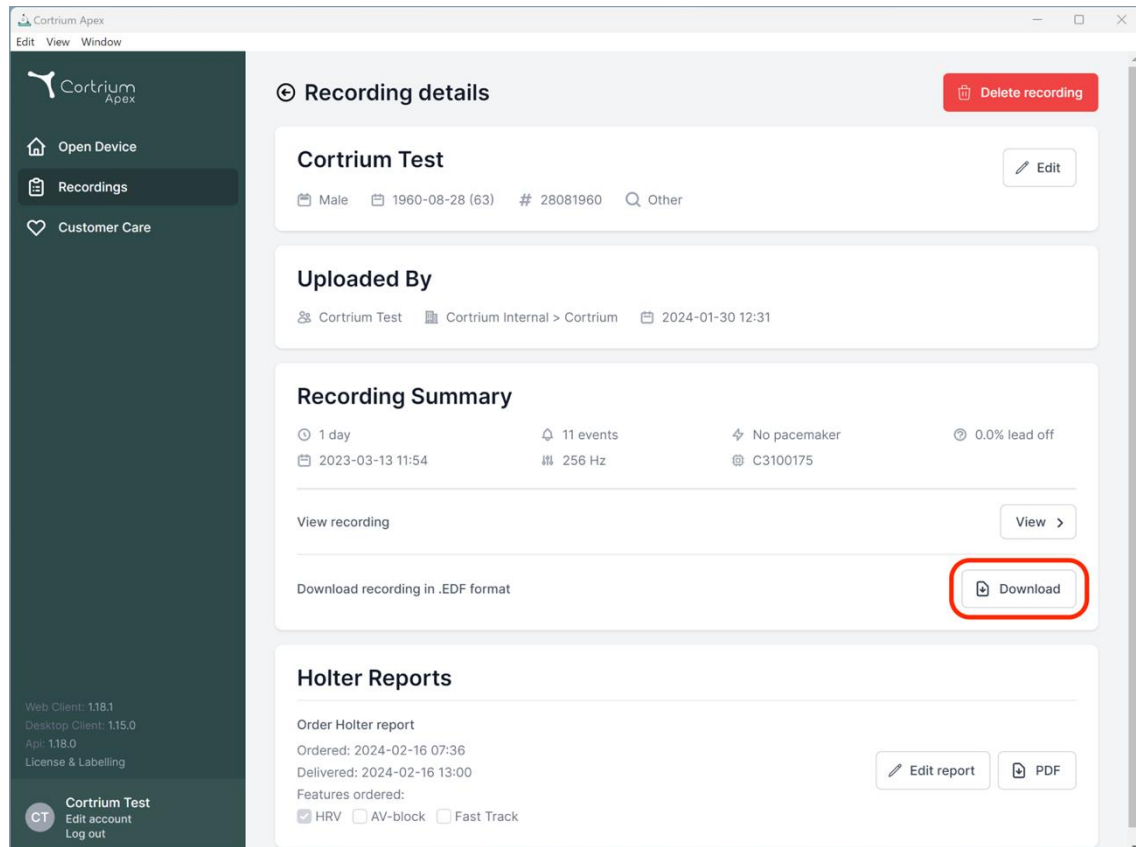 Cortrium Apex
Edit View Window
Cortrium
Apex
Open Device
Recordings
Customer Care
Web Client: 1.18.1
Desktop Client: 1.15.0
Api: 1.18.0
License & Labelling
CT
Cortrium Test
Edit account
Log out
Recording details
Delete recording
Cortrium Test
Edit
Male 1960-08-28 (63) # 28081960 Other
Uploaded By
Cortrium Test Cortrium Internal > Cortrium 2024-01-30 12:31
Recording Summary
1 day 11 events No pacemaker 0.0% lead off
2023-03-13 11:54 256 Hz C3100175
View recording View >
Download recording in .EDF format Download
Holter Reports
Order Holter report
Ordered: 2024-02-16 07:36
Delivered: 2024-02-16 13:00
Edit report PDF
Features ordered:
HRV AV-block Fast Track